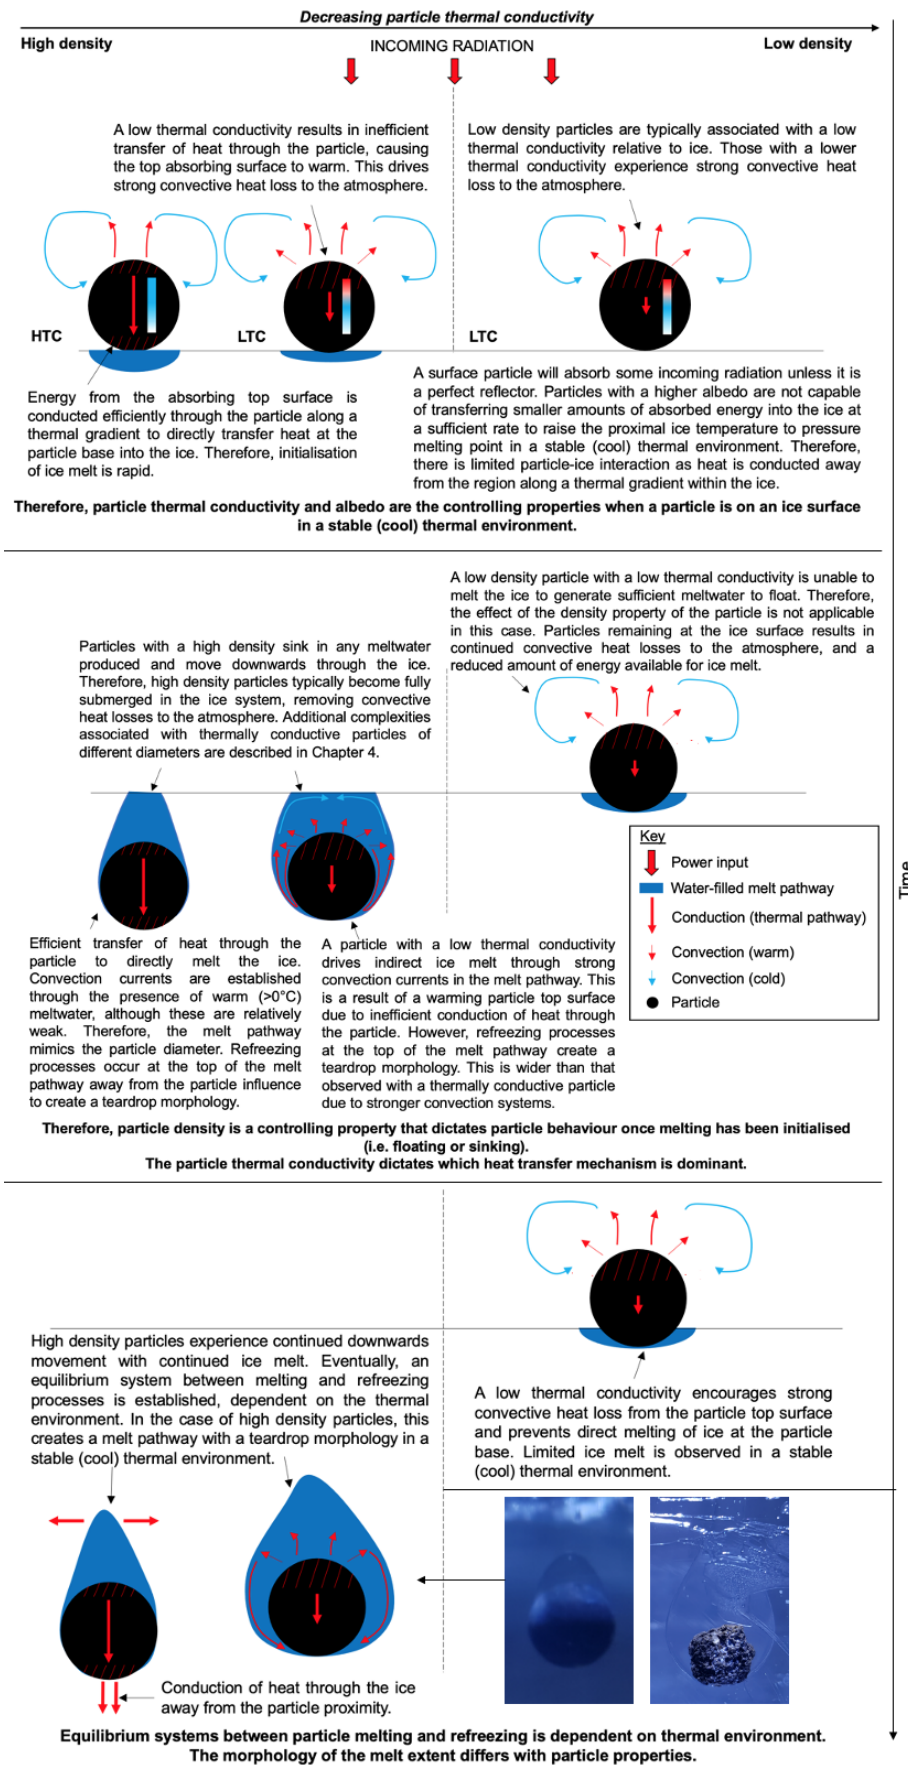 Decreasing particle thermal conductivity
High density
INCOMING RADIATION
Low density
A low thermal conductivity results in inefficient
transfer of heat through the particle, causing
the top absorbing surface to warm. This drives
strong convective heat loss to the atmosphere.
Low density particles are typically associated with a low
thermal conductivity relative to ice. Those with a lower
thermal conductivity experience strong convective heat
loss to the atmosphere.
HTC
LTC
LTC
Energy from the absorbing top surface is
conducted efficiently through the particle along a
thermal gradient to directly transfer heat at the
particle base into the ice. Therefore, initialisation
of ice melt is rapid.
A surface particle will absorb some incoming radiation unless it is
a perfect reflector. Particles with a higher albedo are not capable
of transferring smaller amounts of absorbed energy into the ice at
a sufficient rate to raise the proximal ice temperature to pressure
melting point in a stable (cool) thermal environment. Therefore,
there is limited particle-ice interaction as heat is conducted away
from the region along a thermal gradient within the ice.
Therefore, particle thermal conductivity and albedo are the controlling properties when a particle is on an ice surface
in a stable (cool) thermal environment.
A low density particle with a low thermal conductivity is unable to
melt the ice to generate sufficient meltwater to float. Therefore,
the effect of the density property of the particle is not applicable
in this case. Particles remaining at the ice surface results in
continued convective heat losses to the atmosphere, and a
reduced amount of energy available for ice melt.
Particles with a high density sink in any meltwater
produced and move downwards through the ice.
Therefore, high density particles typically become fully
submerged in the ice system, removing convective
heat losses to the atmosphere. Additional complexities
associated with thermally conductive particles of
different diameters are described in Chapter 4.
Key
Power input
Water-filled melt pathway
Conduction (thermal pathway)
Convection (warm)
Convection (cold)
Particle
Time
Efficient transfer of heat through the
particle to directly melt the ice.
Convection currents are established
through the presence of warm (>0°C)
meltwater, although these are relatively
weak. Therefore, the melt pathway
mimics the particle diameter. Refreezing
processes occur at the top of the melt
pathway away from the particle influence
to create a teardrop morphology.
A particle with a low thermal conductivity
drives indirect ice melt through strong
convection currents in the melt pathway. This
is a result of a warming particle top surface
due to inefficient conduction of heat through
the particle. However, refreezing processes
at the top of the melt pathway create a
teardrop morphology. This is wider than that
observed with a thermally conductive particle
due to stronger convection systems.
Therefore, particle density is a controlling property that dictates particle behaviour once melting has been initialised
(i.e. floating or sinking).
The particle thermal conductivity dictates which heat transfer mechanism is dominant.
High density particles experience continued downwards
movement with continued ice melt. Eventually, an
equilibrium system between melting and refreezing
processes is established, dependent on the thermal
environment. In the case of high density particles, this
creates a melt pathway with a teardrop morphology in a
stable (cool) thermal environment.
A low thermal conductivity encourages strong
convective heat loss from the particle top surface
and prevents direct melting of ice at the particle
base. Limited ice melt is observed in a stable
(cool) thermal environment.
Conduction of heat through the ice
away from the particle proximity.
Equilibrium systems between particle melting and refreezing is dependent on thermal environment.
The morphology of the melt extent differs with particle properties.